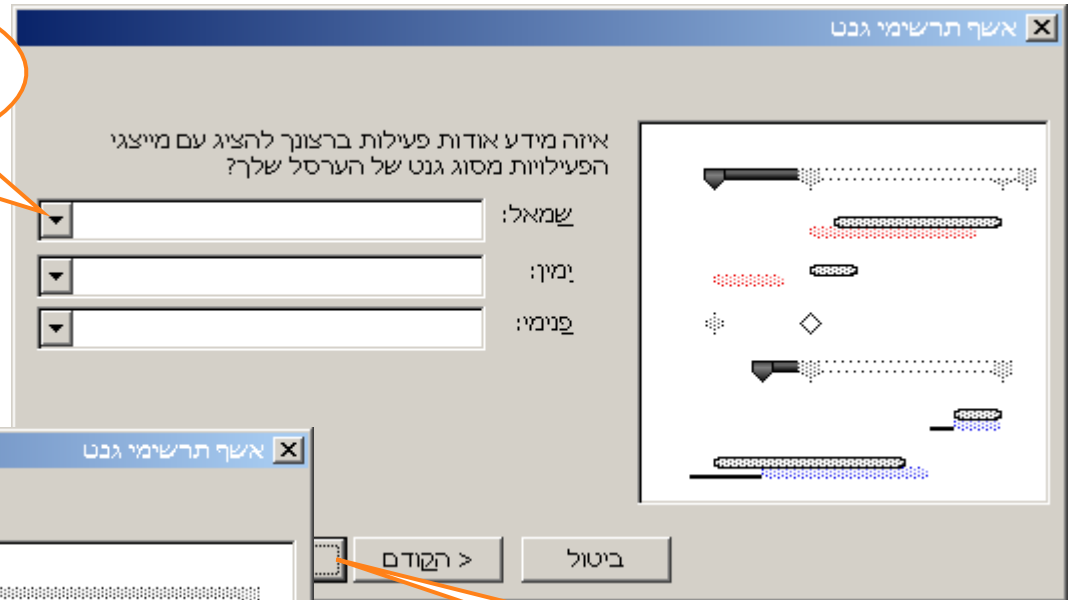 אשף תרשימי גנט
איזה מידע אודות פעילות ברצונך להציג עם מייצגי
הפעילויות מסוג גנט של הערסל שלך?
שמאל:
ימין:
פנימי:
ביטול
< הקודם
אשף תרשימי גנט